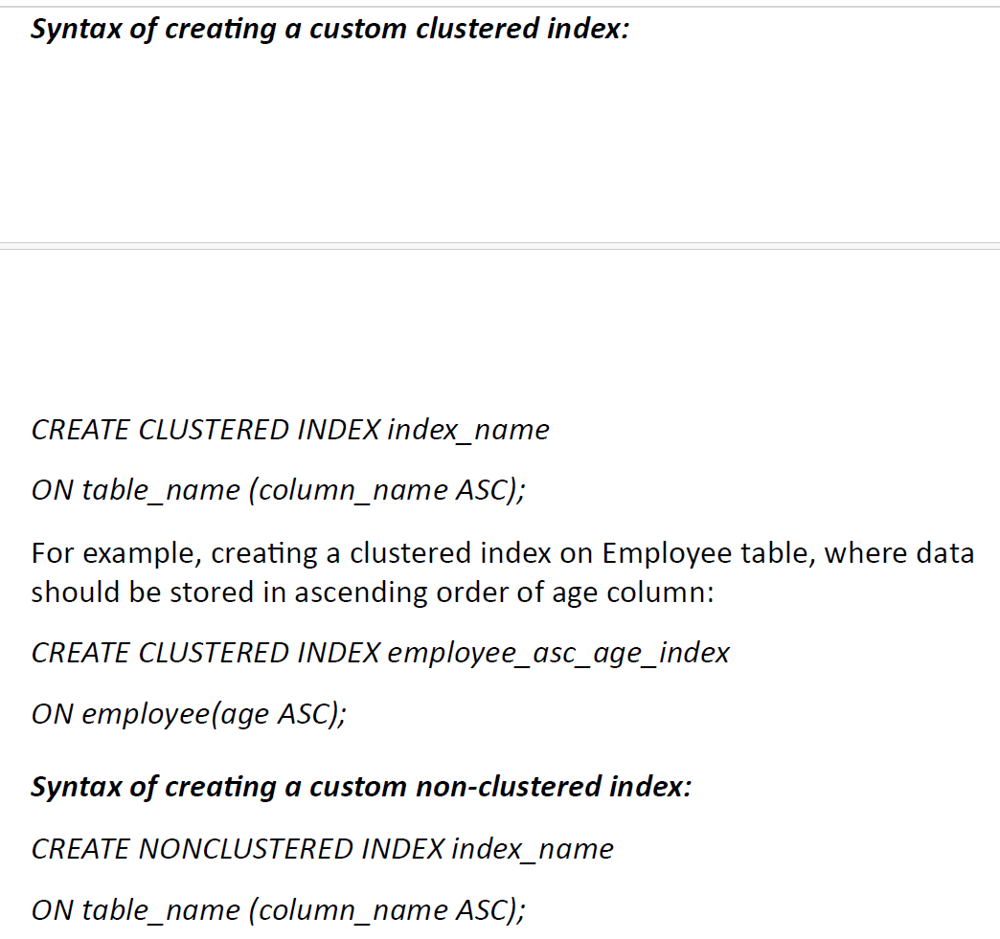 Syntax of creating a custom clustered index:
CREATE CLUSTERED INDEX index_name
ON table_name (column_name ASC);
For example, creating a clustered index on Employee table, where data
should be stored in ascending order of age column:
CREATE CLUSTERED INDEX employee_asc_age_index
ON employee(age ASC);
Syntax of creating a custom non-clustered index:
CREATE NONCLUSTERED INDEX index_name
ON table_name (column_name ASC);